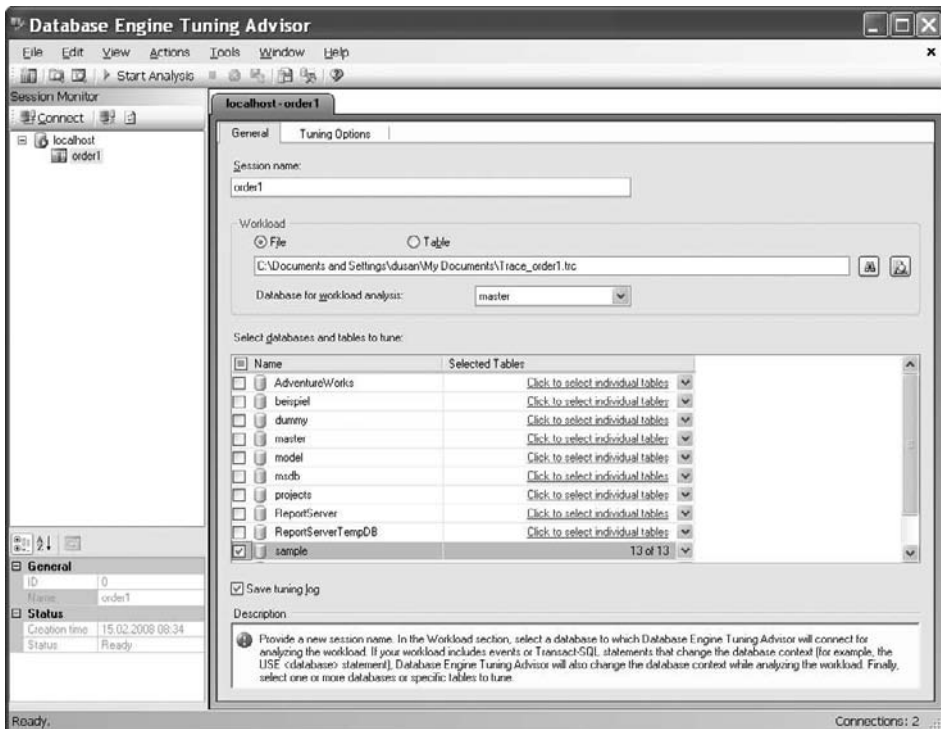 Database Engine Tuning Advisor
File Edit View Actions Tools Window Help
Start Analysis
Session Monitor
Connect
localhost
order1
localhost - order1
General Tuning Options
Session name:
order1
Workload
File Table
C:\Documents and Settings\dusan\My Documents\Trace_order1.trc
Database for workload analysis: master
Select databases and tables to tune:
Name Selected Tables
AdventureWorks Click to select individual tables
beispiel Click to select individual tables
dummy Click to select individual tables
master Click to select individual tables
model Click to select individual tables
msdb Click to select individual tables
projects Click to select individual tables
ReportServer Click to select individual tables
ReportServerTempDB Click to select individual tables
sample 13 of 13
Save tuning log
Description
Provide a new session name. In the Workload section, select a database to which Database Engine Tuning Advisor will connect for
analyzing the workload. If your workload includes events or Transact-SQL statements that change the database context (for example, the
USE <database> statement), Database Engine Tuning Advisor will also change the database context while analyzing the workload. Finally,
select one or more databases or specific tables to tune.
General
ID 0
Name order1
Status
Creation time 15.02.2008 08:34
Status Ready
Ready.
Connections: 2